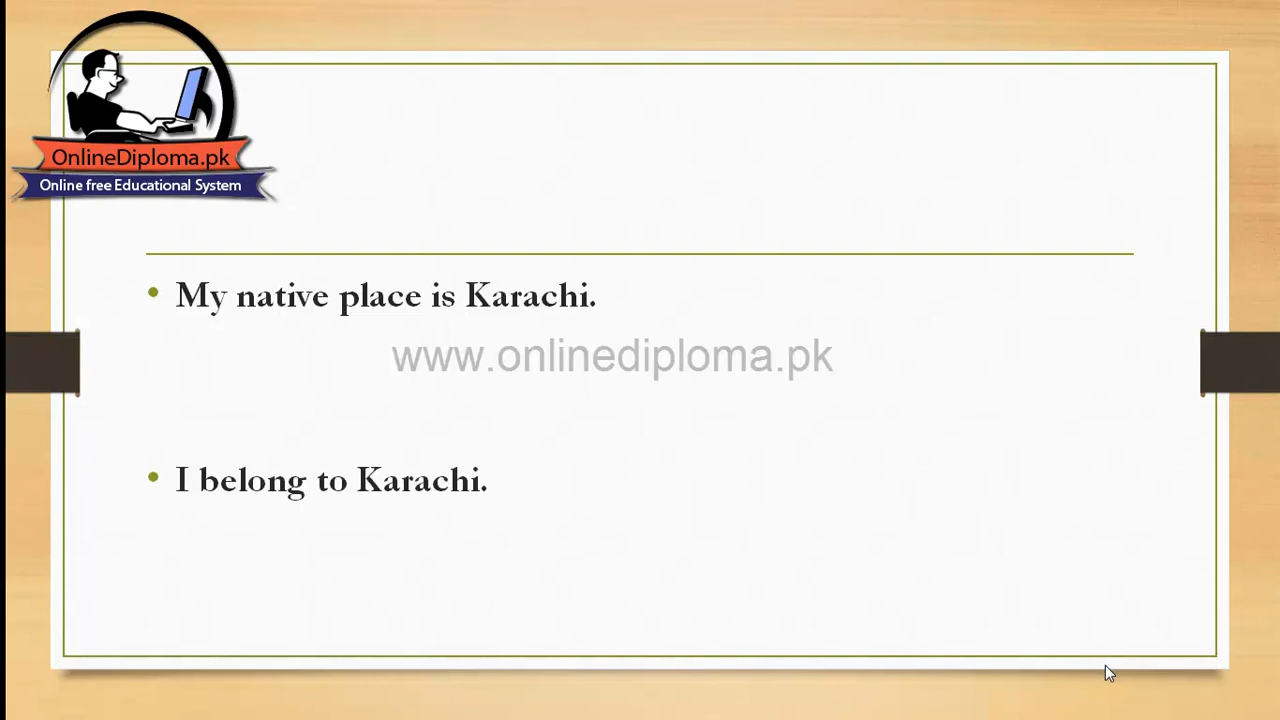 OnlineDiploma.pk
Online free Educational System
• My native place is Karachi.
www.onlinediploma.pk
• I belong to Karachi.